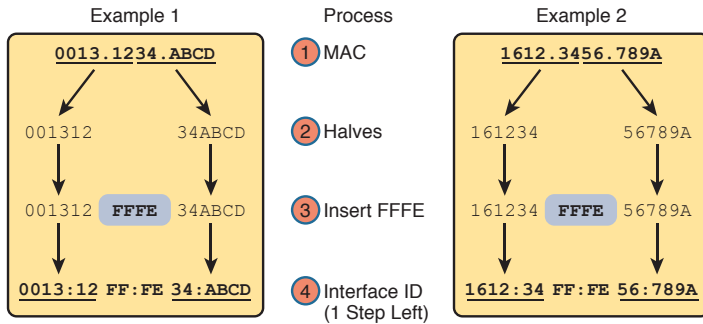 Example 1 Process Example 2
0013.1234.ABCD 1 MAC 1612.3456.789A
001312 34ABCD 2 Halves 161234 56789A
001312 FFFE 34ABCD 3 Insert FFFE 161234 FFFE 56789A
0013:12 FF:FE 34:ABCD 4 Interface ID 1612:34 FF:FE 56:789A
(1 Step Left)